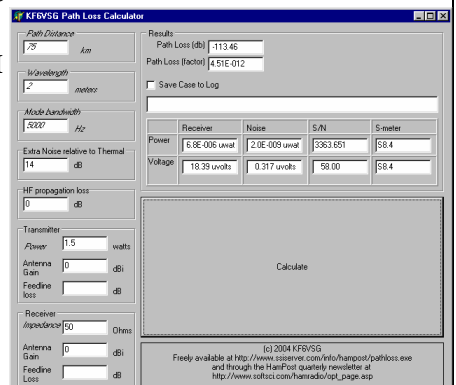 KF6VSG Path Loss Calculator
Path Distance
75 km
Wavelength
2 meters
Mode bandwidth
5000 Hz
Extra Noise relative to Thermal
14 dB
HF propagation loss
0 dB
Transmitter
Power 1.5 watts
Antenna Gain 0 dBi
Feedline loss dB
Receiver
Impedance 50 Ohms
Antenna Gain 0 dBi
Feedline Loss dB
Results
Path Loss (db) -113.46
Path Loss (factor) 4.51E-012
Save Case to Log
Receiver Noise S/N S-meter
Power 6.8E-006 uwat 2.0E-009 uwatt 3363.651 S8.4
Voltage 18.39 uvolts 0.317 uvolts 58.00 S8.4
Calculate
(c) 2004 KF6VSG
Freely available at http://www.ssiserver.com/info/hampost/pathloss.exe
and through the HamPost quarterly newsletter at
http://www.softsci.com/hamradio/opt_page.asp